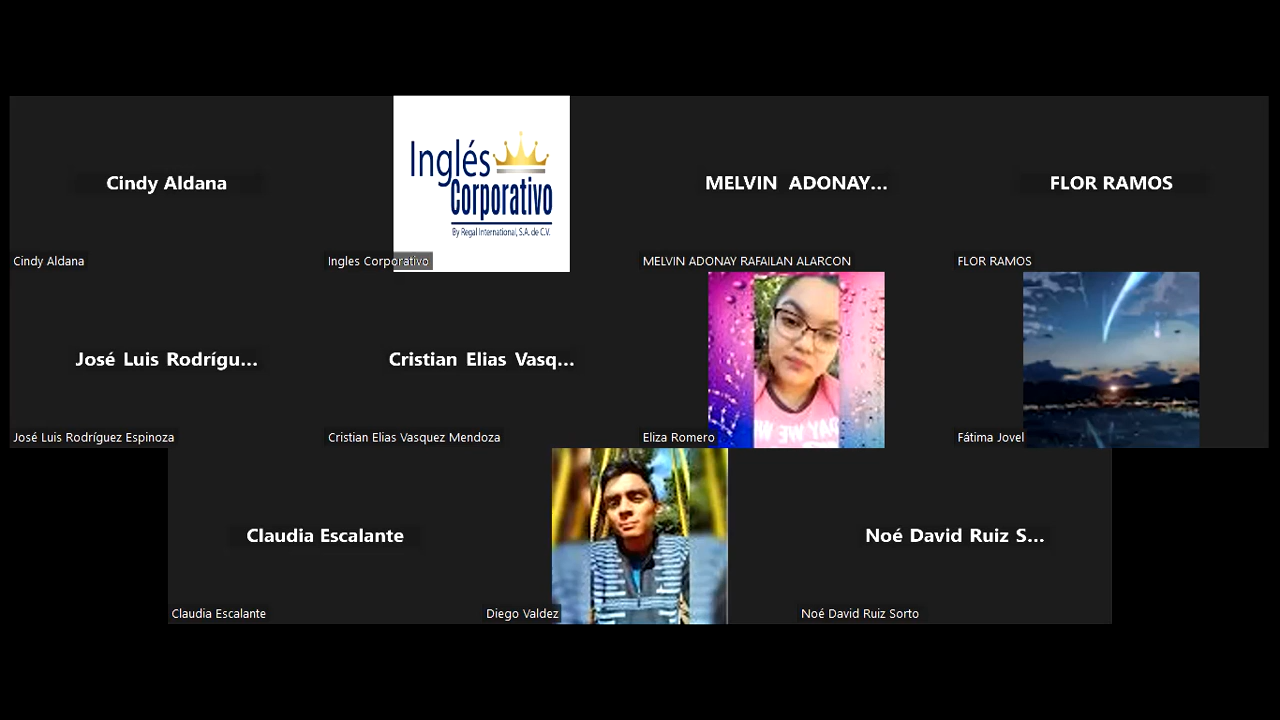 Cindy Aldana
Inglés
Corporativo
By Regal International, S.A. de C.V.
MELVIN ADONAY...
FLOR RAMOS
Cindy Aldana
Ingles Corporativo
MELVIN ADONAY RAFAILAN ALARCON
FLOR RAMOS
José Luis Rodrígu...
Cristian Elias Vasq...
José Luis Rodríguez Espinoza
Cristian Elias Vasquez Mendoza
Eliza Romero
Fátima Jovel
Claudia Escalante
Noé David Ruiz S...
Claudia Escalante
Diego Valdez
Noé David Ruiz Sorto